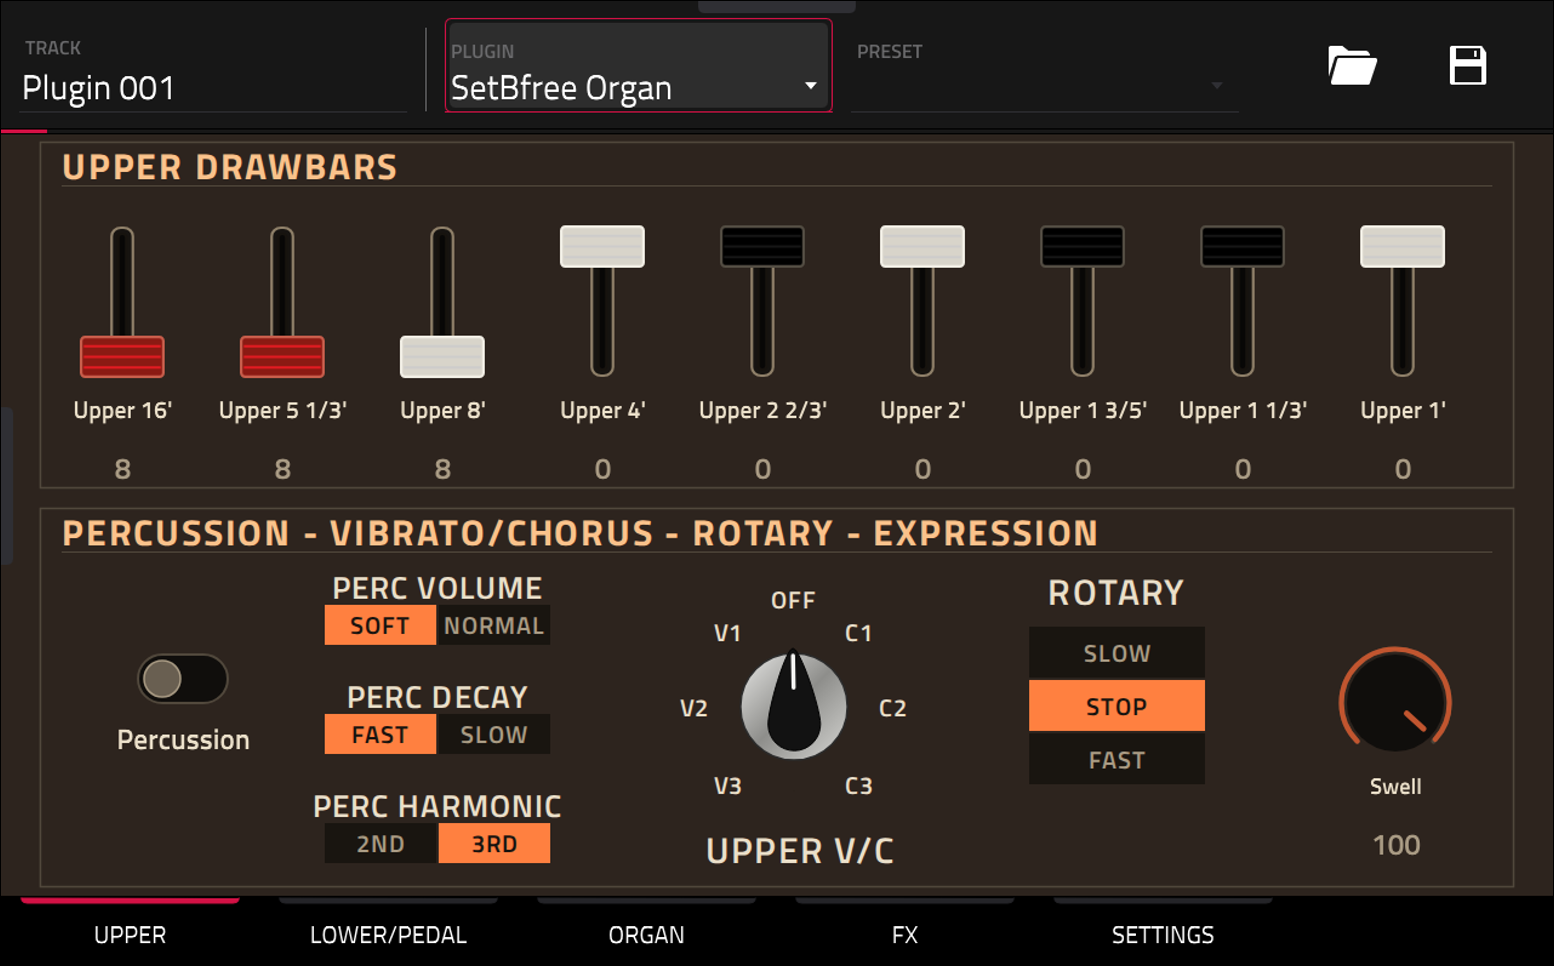 TRACK
Plugin 001
PLUGIN
SetBfree Organ
PRESET
UPPER DRAWBARS
Upper 16' Upper 5 1/3' Upper 8' Upper 4' Upper 2 2/3' Upper 2' Upper 1 3/5' Upper 1 1/3' Upper 1'
8 8 8 0 0 0 0 0 0
PERCUSSION - VIBRATO/CHORUS - ROTARY - EXPRESSION
Percussion
PERC VOLUME
SOFT NORMAL
PERC DECAY
FAST SLOW
PERC HARMONIC
2ND 3RD
OFF
V1 C1
V2 C2
V3 C3
UPPER V/C
ROTARY
SLOW
STOP
FAST
Swell
100
UPPER LOWER/PEDAL ORGAN FX SETTINGS